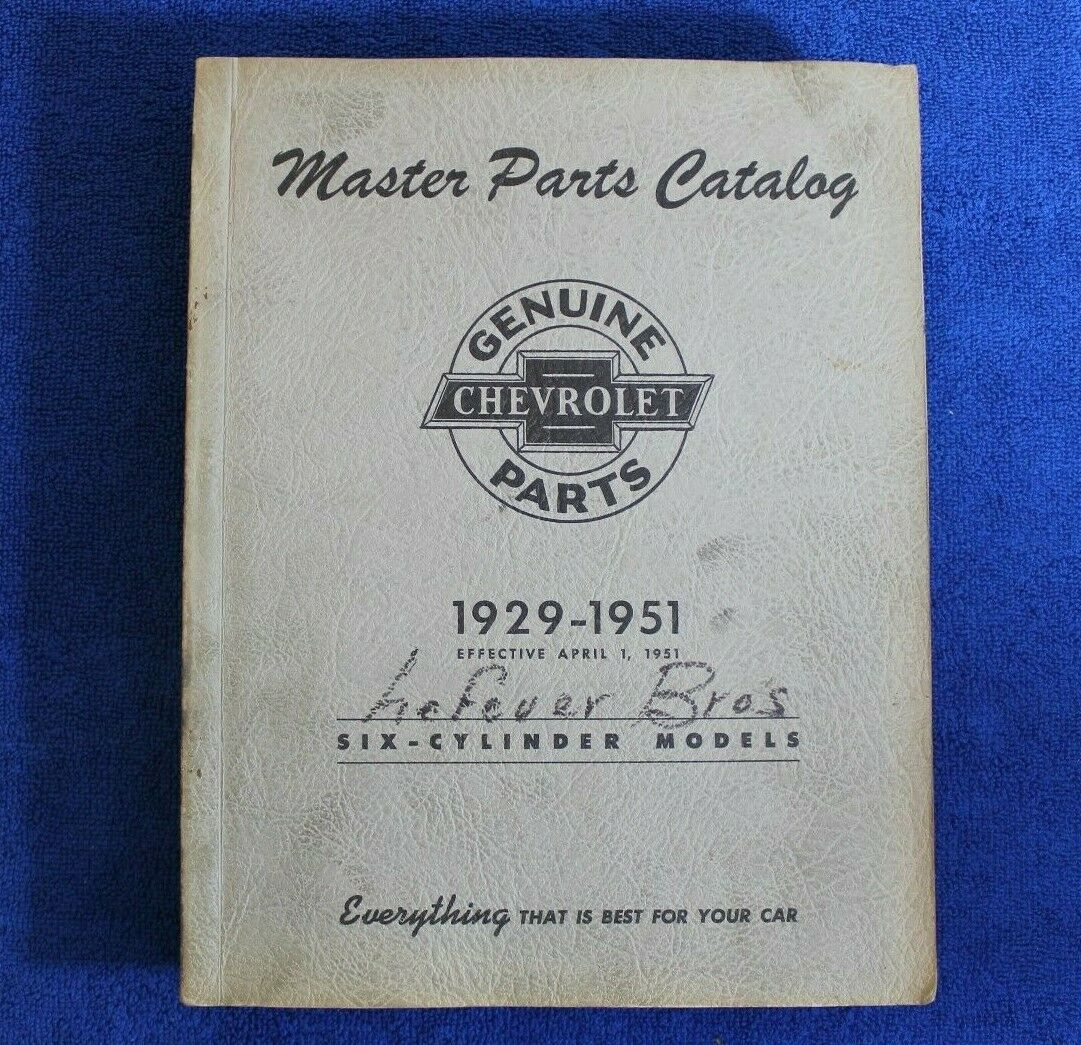 Master Parts Catalog
GENUINE
CHEVROLET
PARTS
1929-1951
EFFECTIVE APRIL 1, 1951
LeFever Bros
SIX-CYLINDER MODELS
Everything THAT IS BEST FOR YOUR CAR